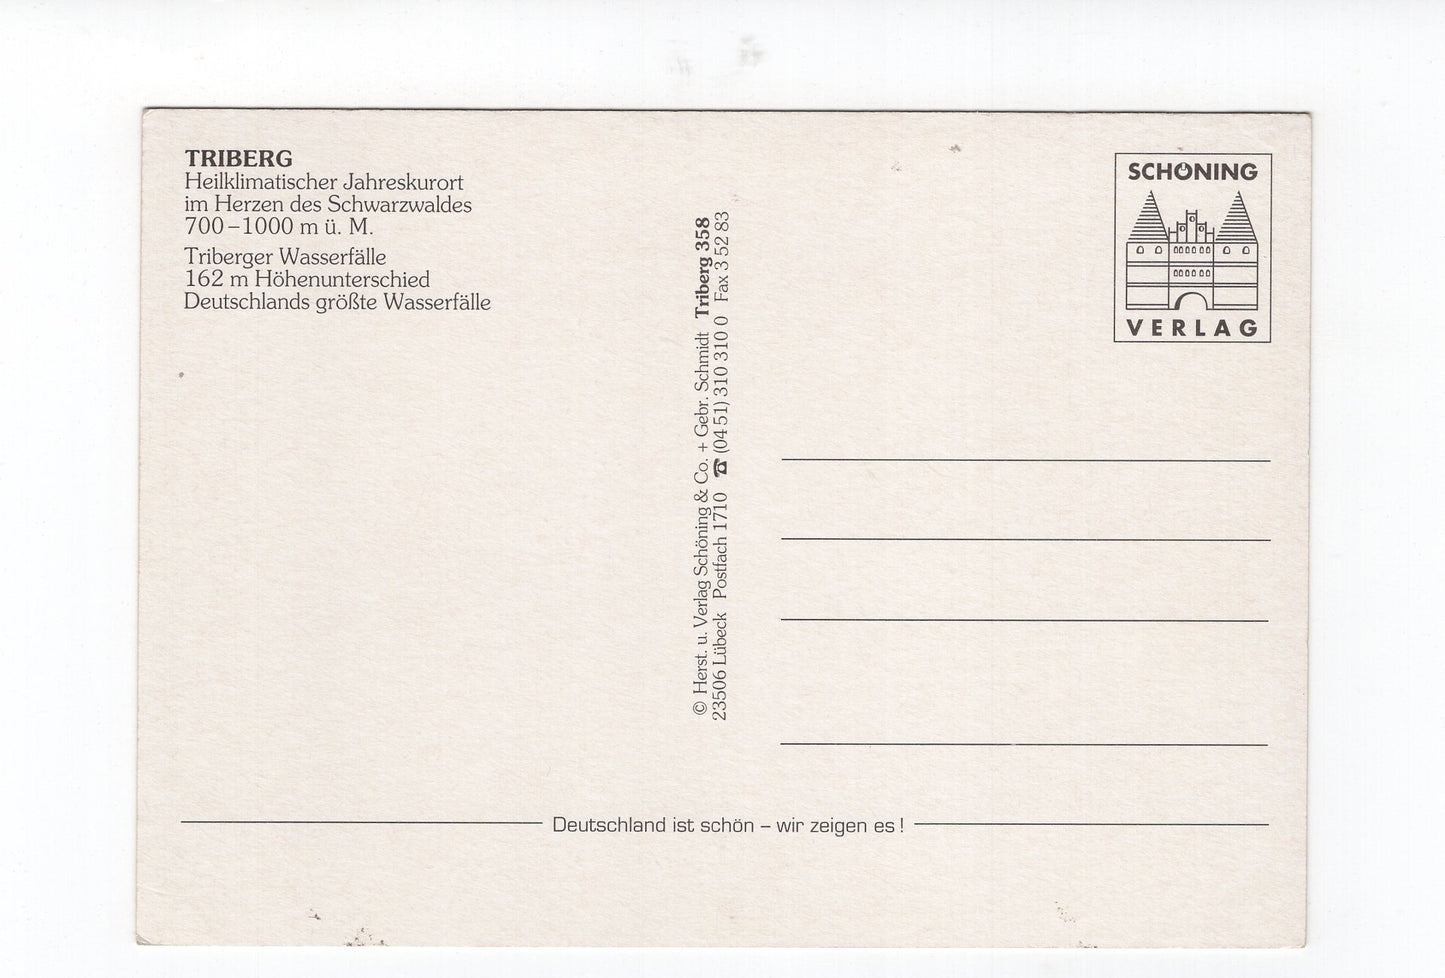 TRIBERG
Heilklimatischer Jahreskurort
im Herzen des Schwarzwaldes
700–1000 m ü. M.
Triberger Wasserfälle
162 m Höhenunterschied
Deutschlands größte Wasserfälle
© Herst. u. Verlag Schöning & Co. + Gebr. Schmidt Triberg 358
23506 Lübeck Postfach 1710 ☎ (04 51) 310 310 0 Fax 3 52 83
SCHÖNING
VERLAG
Deutschland ist schön – wir zeigen es !